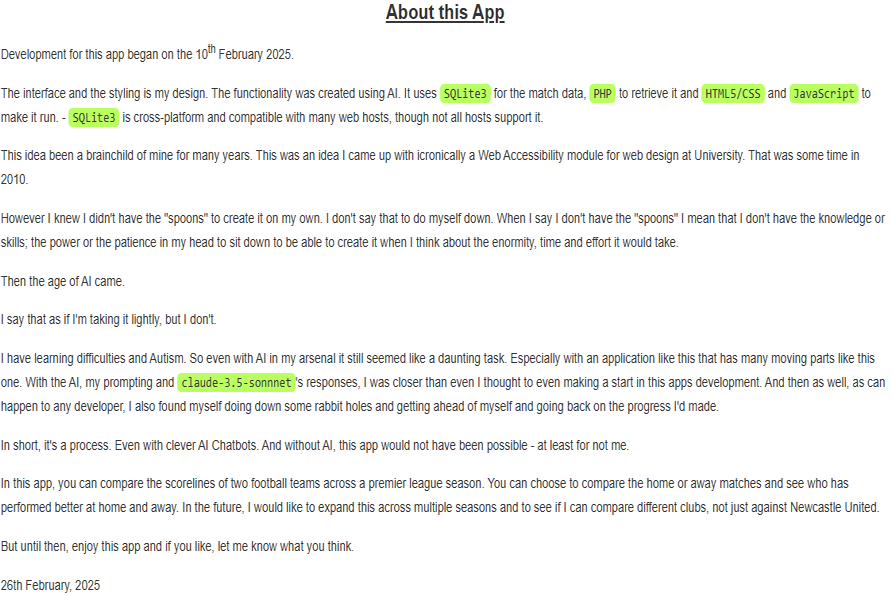 About this App
Development for this app began on the 10th February 2025.
The interface and the styling is my design. The functionality was created using AI. It uses SQLite3 for the match data, PHP to retrieve it and HTML5/CSS and JavaScript to
make it run. - SQLite3 is cross-platform and compatible with many web hosts, though not all hosts support it.
This idea been a brainchild of mine for many years. This was an idea I came up with icronically a Web Accessibility module for web design at University. That was some time in
2010.
However I knew I didn't have the "spoons" to create it on my own. I don't say that to do myself down. When I say I don't have the "spoons" I mean that I don't have the knowledge or
skills; the power or the patience in my head to sit down to be able to create it when I think about the enormity, time and effort it would take.
Then the age of AI came.
I say that as if I'm taking it lightly, but I don't.
I have learning difficulties and Autism. So even with AI in my arsenal it still seemed like a daunting task. Especially with an application like this that has many moving parts like this
one. With the AI, my prompting and claude-3.5-sonnnet's responses, I was closer than even I thought to even making a start in this apps development. And then as well, as can
happen to any developer, I also found myself doing down some rabbit holes and getting ahead of myself and going back on the progress I'd made.
In short, it's a process. Even with clever AI Chatbots. And without AI, this app would not have been possible - at least for not me.
In this app, you can compare the scorelines of two football teams across a premier league season. You can choose to compare the home or away matches and see who has
performed better at home and away. In the future, I would like to expand this across multiple seasons and to see if I can compare different clubs, not just against Newcastle United.
But until then, enjoy this app and if you like, let me know what you think.
26th February, 2025